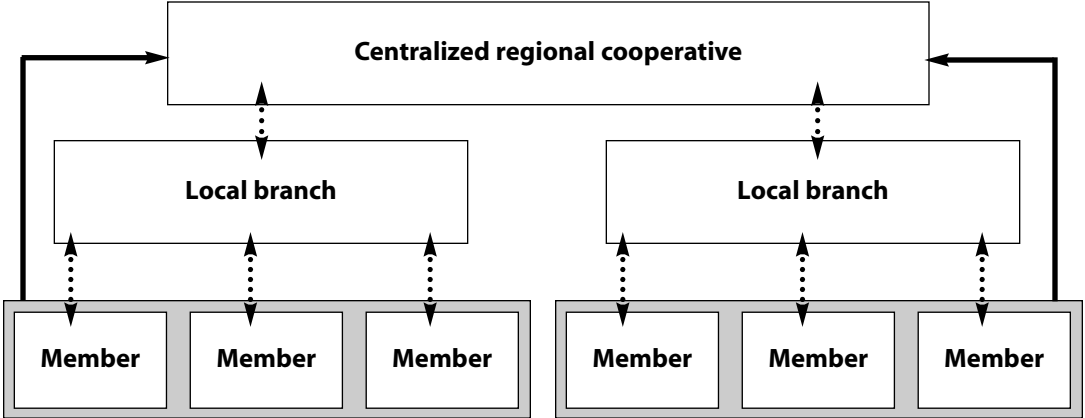 Centralized regional cooperative
Local branch
Local branch
Member
Member
Member
Member
Member
Member